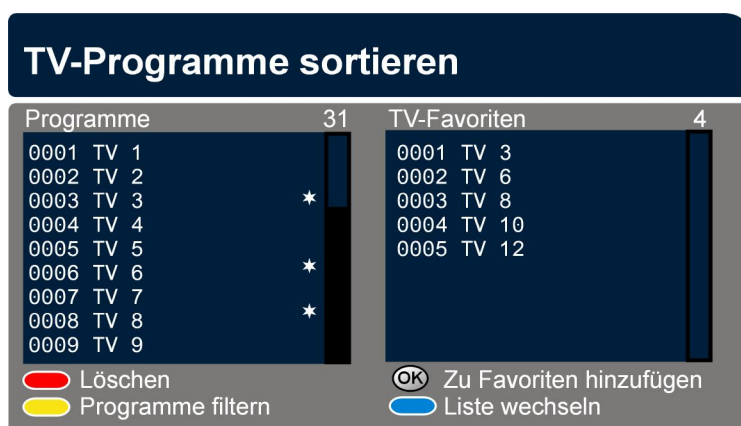 TV-Programme sortieren
Programme 31
0001 TV 1
0002 TV 2
0003 TV 3
0004 TV 4
0005 TV 5
0006 TV 6
0007 TV 7
0008 TV 8
0009 TV 9
TV-Favoriten 4
0001 TV 3
0002 TV 6
0003 TV 8
0004 TV 10
0005 TV 12
Löschen
Programme filtern
OK Zu Favoriten hinzufügen
Liste wechseln